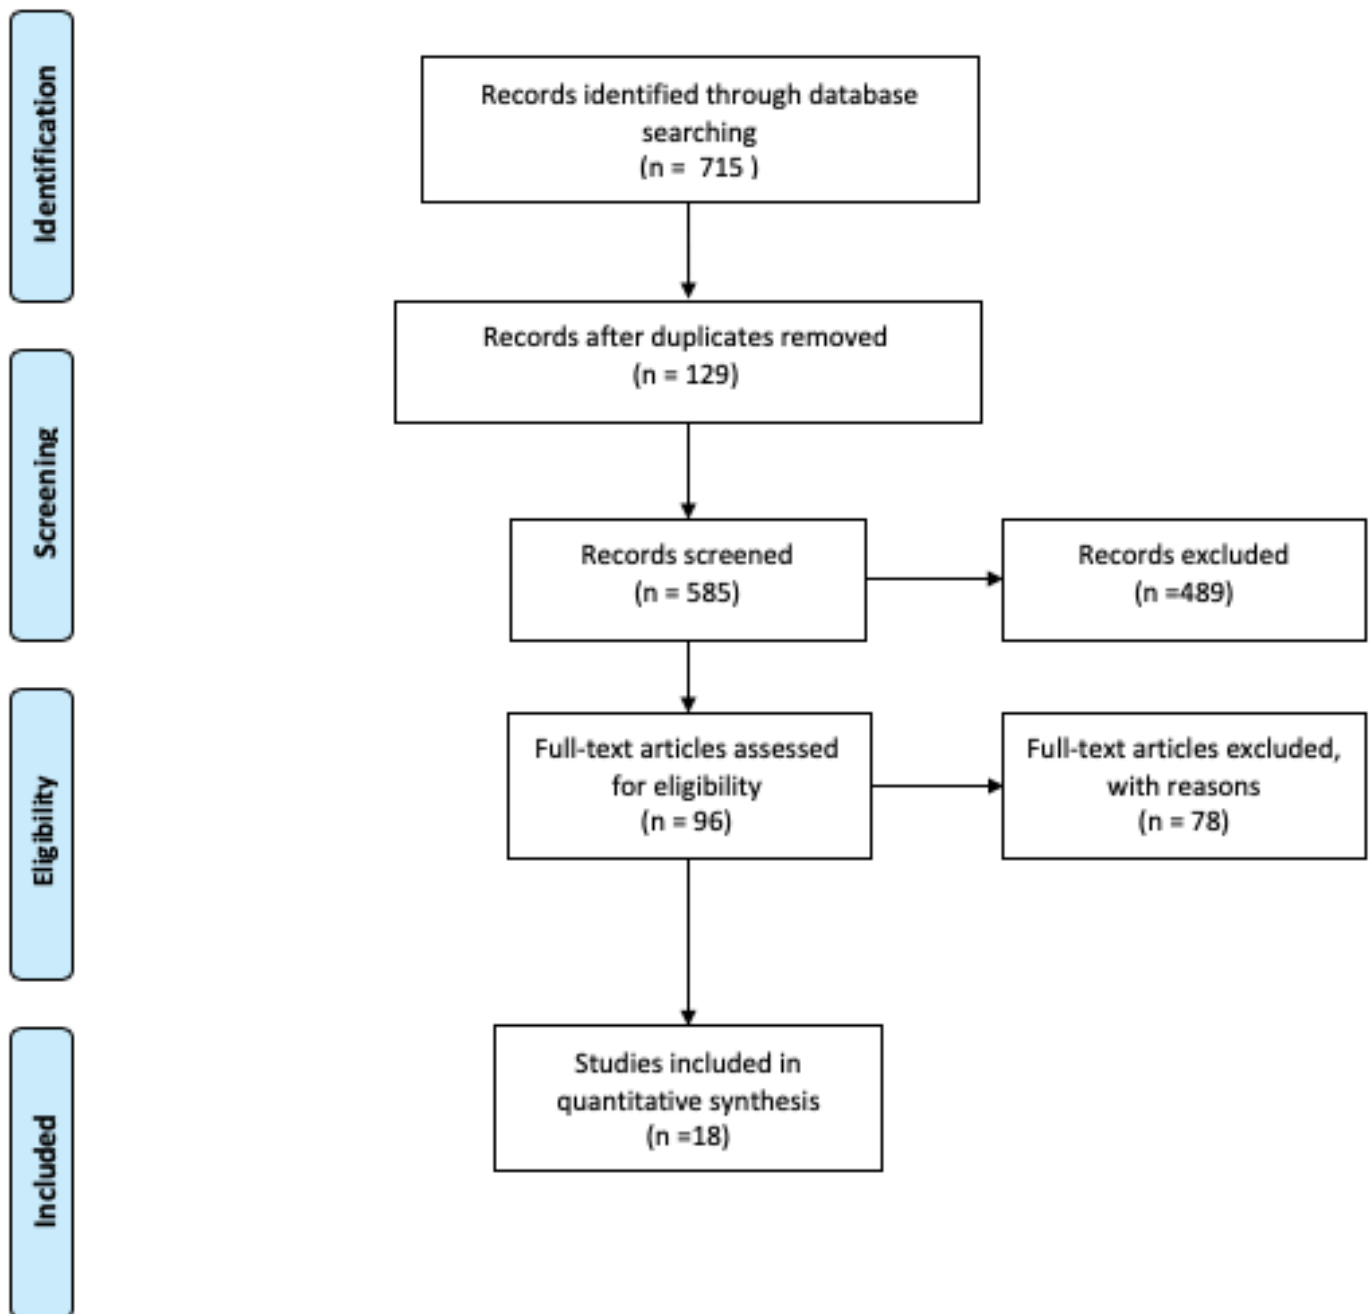 Identification
Records identified through database
searching
(n =  715 )
Records after duplicates removed
(n = 129)
Screening
Records screened
(n = 585)
Records excluded
(n =489)
Eligibility
Full-text articles assessed
for eligibility
(n = 96)
Full-text articles excluded,
with reasons
(n = 78)
Included
Studies included in
quantitative synthesis
(n =18)